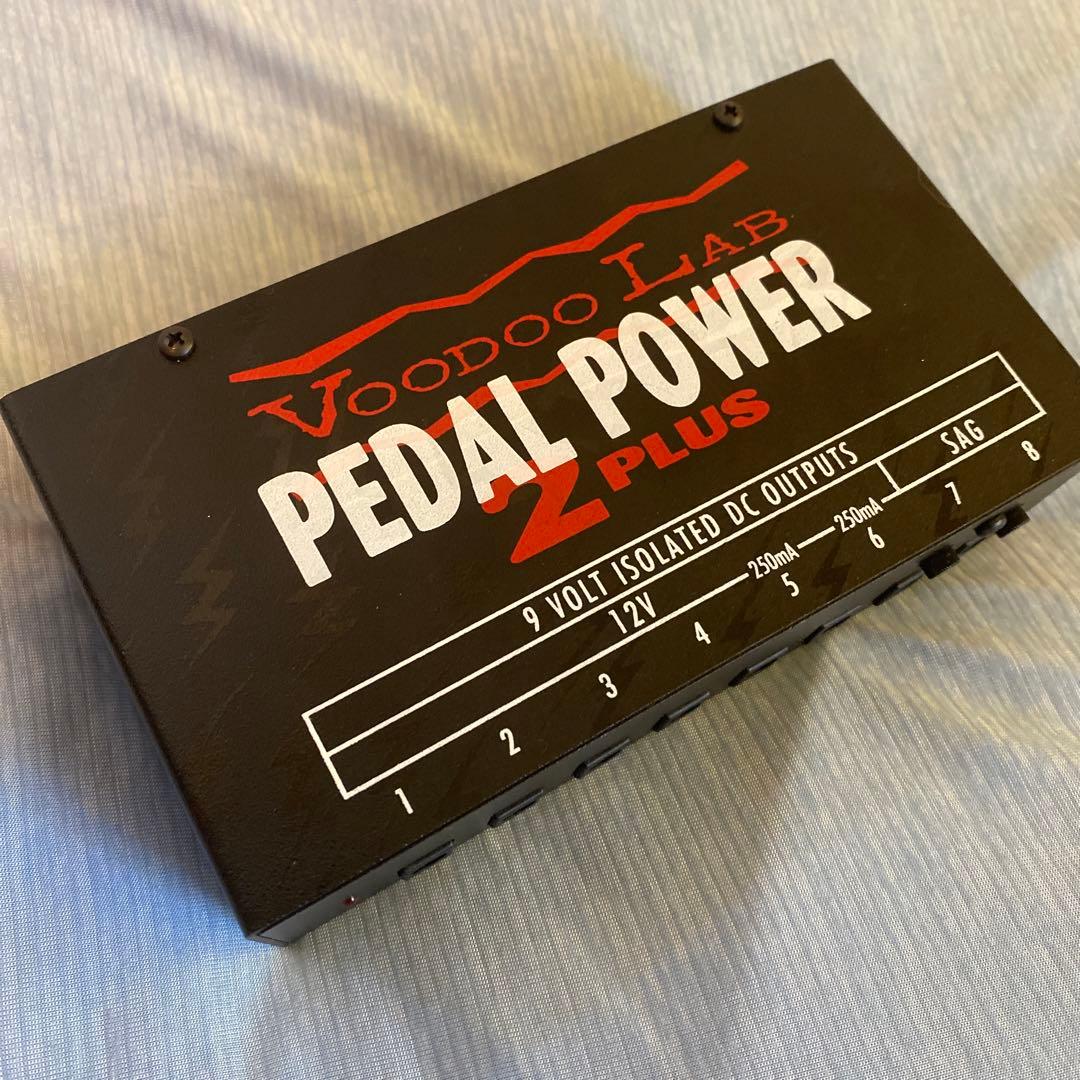 VOODOO LAB
PEDAL POWER
2 PLUS
9 VOLT ISOLATED DC OUTPUTS SAG
12V 250mA 250mA
1 2 3 4 5 6 7 8